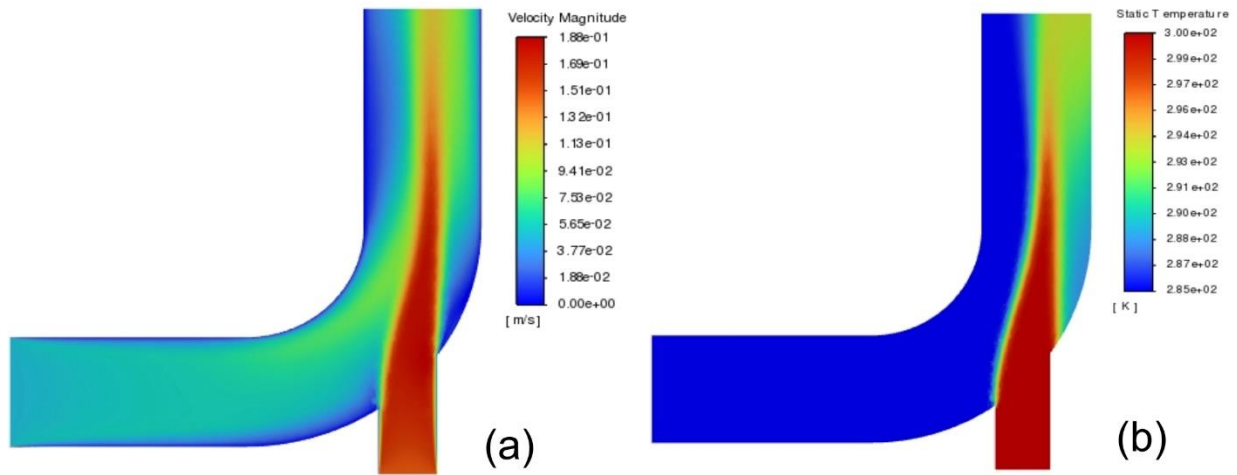 Velocity Magnitude
1.88e-01
1.69e-01
1.51e-01
1.32e-01
1.13e-01
9.41e-02
7.53e-02
5.65e-02
3.77e-02
1.88e-02
0.00e+00
[ m/s ]
(a)
Static T emperature
3.00e+02
2.99e+02
2.97e+02
2.96e+02
2.94e+02
2.93e+02
2.91e+02
2.90e+02
2.88e+02
2.87e+02
2.85e+02
[ K ]
(b)